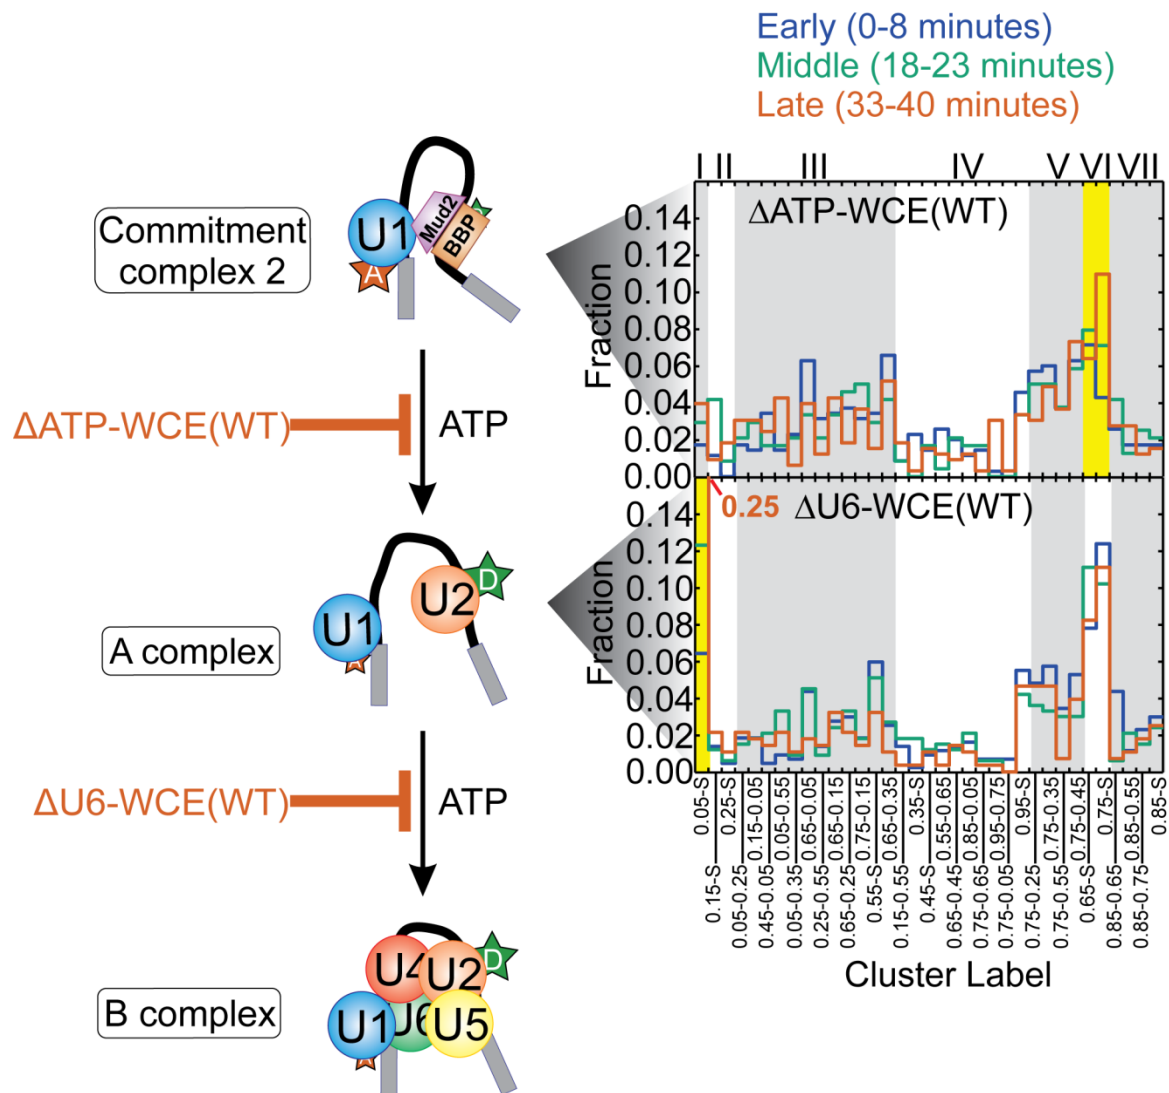 Early (0-8 minutes)
Middle (18-23 minutes)
Late (33-40 minutes)
I II III IV V VI VII
Commitment
complex 2
U1
A
Mud2
BBP
ΔATP-WCE(WT)
ATP
A complex
U1
A
U2
D
ΔU6-WCE(WT)
ATP
B complex
U4
U2
D
U1
U6
U5
A
ΔATP-WCE(WT)
Fraction
0.14
0.12
0.10
0.08
0.06
0.04
0.02
0.00
0.25
ΔU6-WCE(WT)
Fraction
0.14
0.12
0.10
0.08
0.06
0.04
0.02
0.00
0.05-S
0.15-S
0.25-S
0.05-0.25
0.15-0.05
0.45-0.05
0.05-0.55
0.05-0.35
0.65-0.05
0.25-0.55
0.65-0.15
0.65-0.25
0.75-0.15
0.55-S
0.65-0.35
0.15-0.55
0.35-S
0.45-S
0.55-0.65
0.65-0.45
0.85-0.05
0.75-0.65
0.95-0.75
0.75-0.05
0.95-S
0.75-0.25
0.75-0.35
0.75-0.55
0.75-0.45
0.65-S
0.75-S
0.85-0.65
0.85-0.55
0.85-0.75
0.85-S
Cluster Label